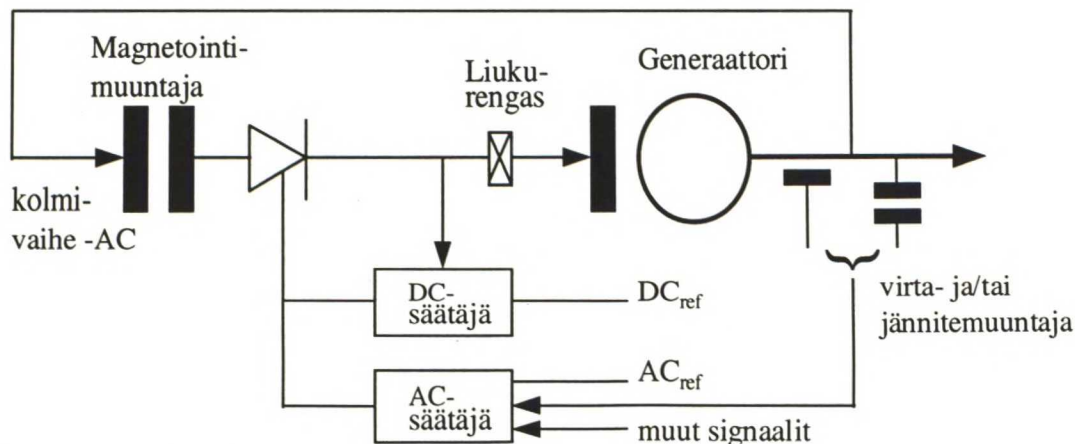 Magnetointi-
muuntaja
Liuku-
rengas
Generaattori
kolmi-
vaihe -AC
DC-
säätäjä
DCref
virta- ja/tai
jännitemuuntaja
AC-
säätäjä
ACref
muut signaalit